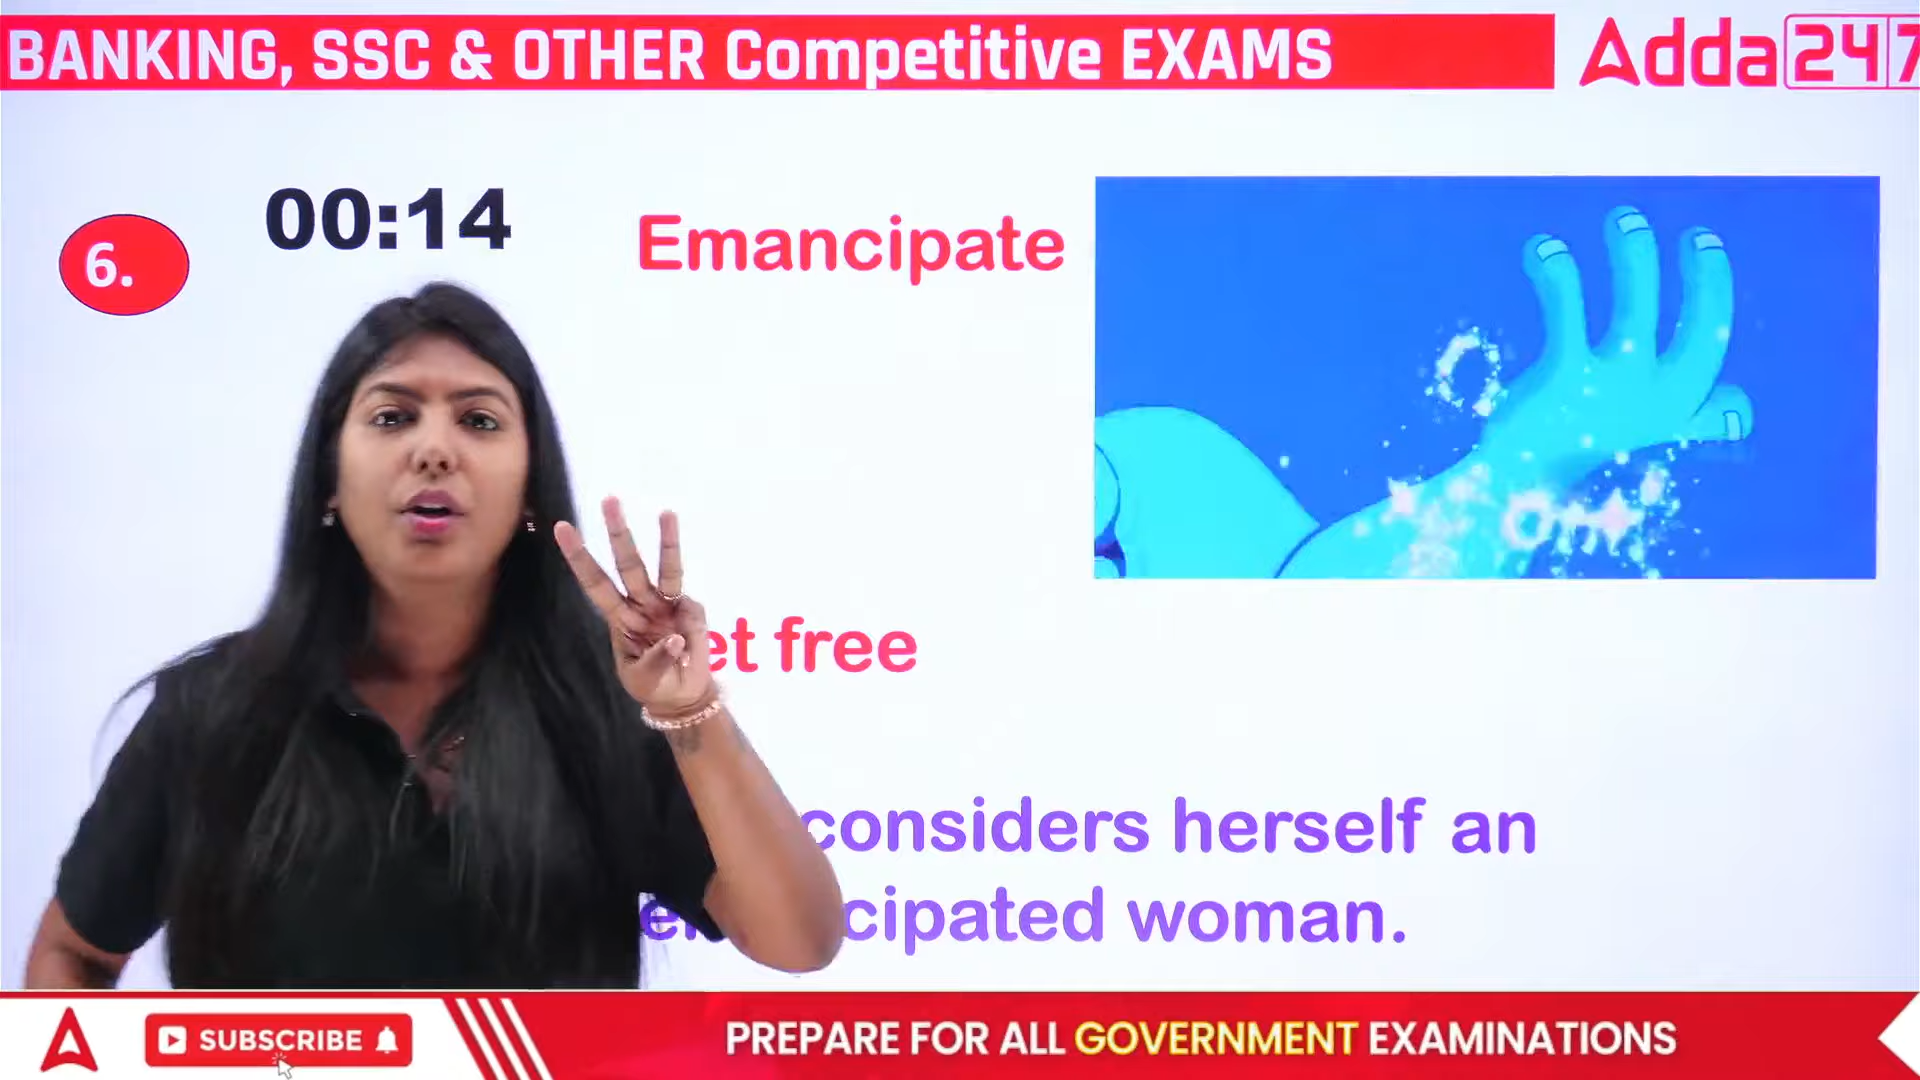 BANKING, SSC & OTHER Competitive EXAMS
Adda247
6.
00:14
Emancipate
et free
considers herself an
cipated woman.
SUBSCRIBE
PREPARE FOR ALL GOVERNMENT EXAMINATIONS